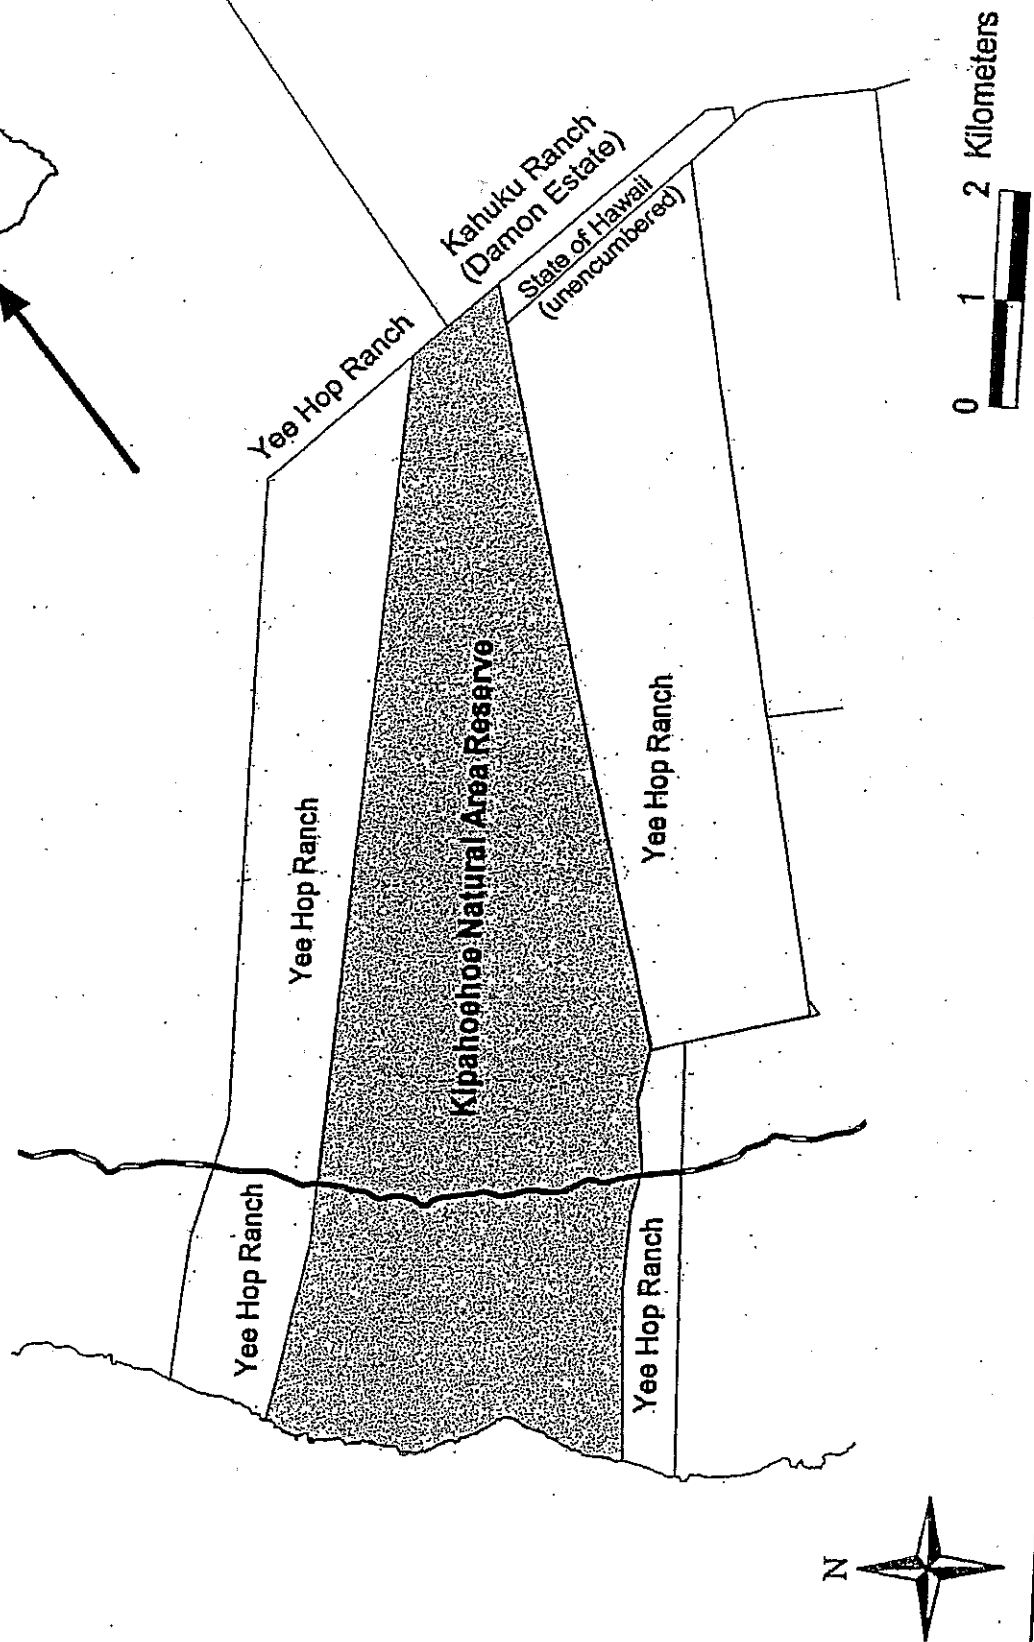 Kahuku Ranch
(Damon Estate)
State of Hawaii
(unencumbered)
Yee Hop Ranch
Yee Hop Ranch
Kipahoehoe Natural Area Reserve
Yee Hop Ranch
Yee Hop Ranch
Yee Hop Ranch
N
0 1 2 Kilometers